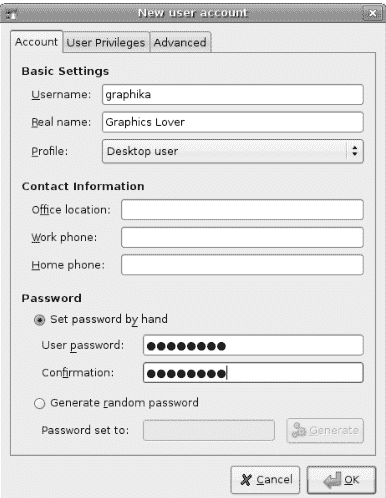 New user account
Account User Privileges Advanced
Basic Settings
Username: graphika
Real name: Graphics Lover
Profile: Desktop user
Contact Information
Office location:
Work phone:
Home phone:
Password
Set password by hand
User password: ●●●●●●●●
Confirmation: ●●●●●●●●
Generate random password
Password set to: Generate
Cancel OK